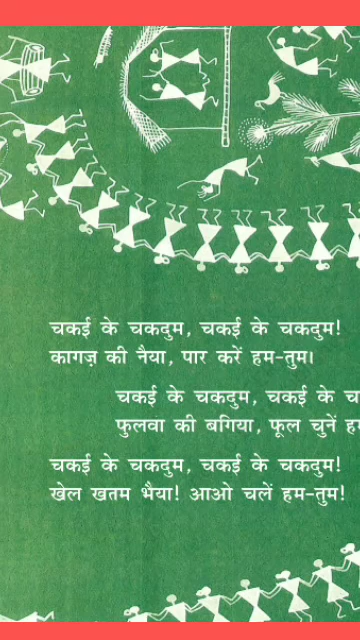 चकई के चकदुम, चकई के चकदुम!
कागज़ की नैया, पार करें हम-तुम।
चकई के चकदुम, चकई के
फुलवा की बगिया, फूल चुनें
चकई के चकदुम, चकई के चकदुम!
खेल खतम भैया! आओ चलें हम-तुम!